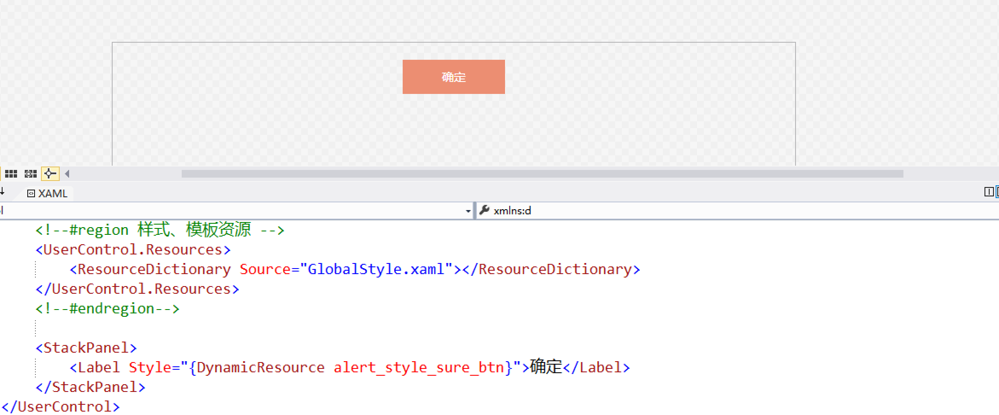 确定
XAML
xmlns:d
<!--#region 样式、模板资源 -->
<UserControl.Resources>
<ResourceDictionary Source="GlobalStyle.xaml"></ResourceDictionary>
</UserControl.Resources>
<!--#endregion-->
<StackPanel>
<Label Style="{DynamicResource alert_style_sure_btn}">确定</Label>
</StackPanel>
</UserControl>